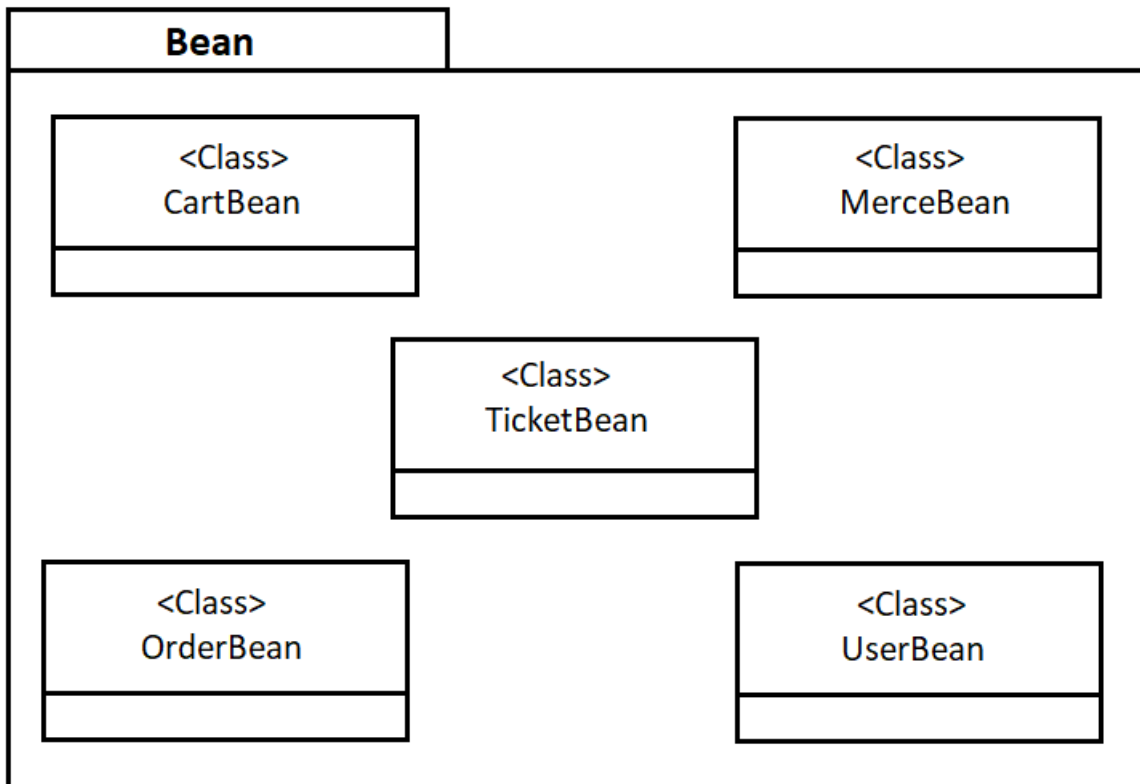 Bean
<Class>
CartBean
<Class>
MerceBean
<Class>
TicketBean
<Class>
OrderBean
<Class>
UserBean